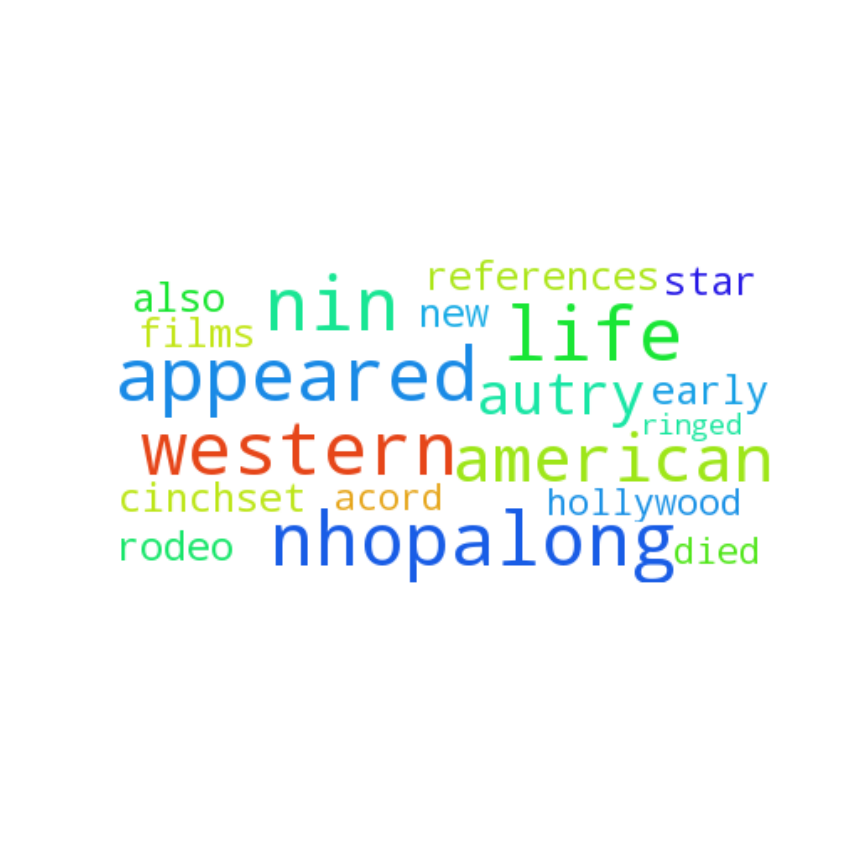 references star
also nin new life
films
appeared autry early
ringed
western american
cinchset acord hollywood
rodeo nhopalong died